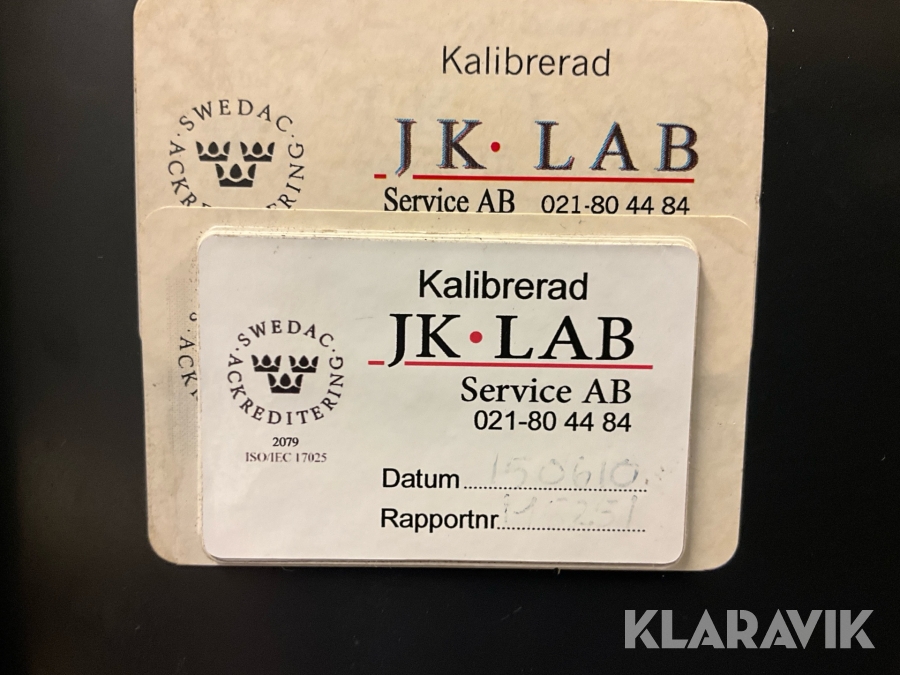 Kalibrerad
JK·LAB
Service AB 021-80 44 84
SWEDAC
Kalibrerad
JK·LAB
Service AB
021-80 44 84
SWEDAC · ACKREDITERING ·
2079
ISO/IEC 17025
Datum 150610
Rapportnr
KLARAVIK